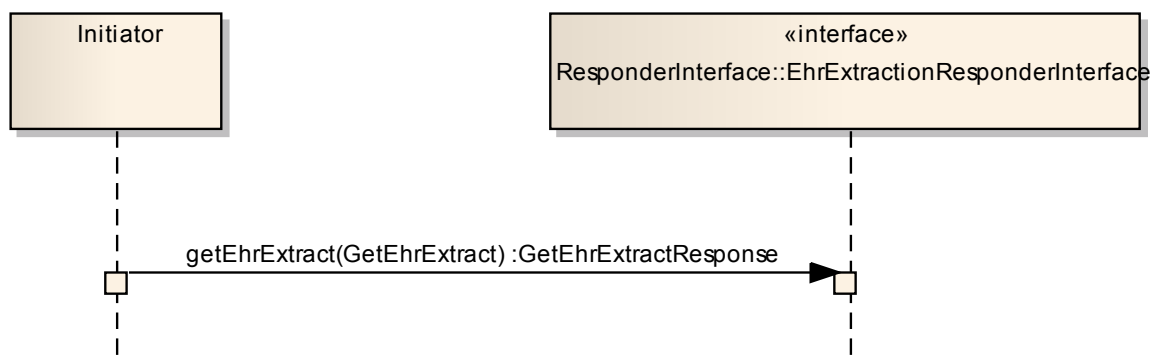 Initiator
«interface»
ResponderInterface::EhrExtractionResponderInterface
getEhrExtract(GetEhrExtract) :GetEhrExtractResponse